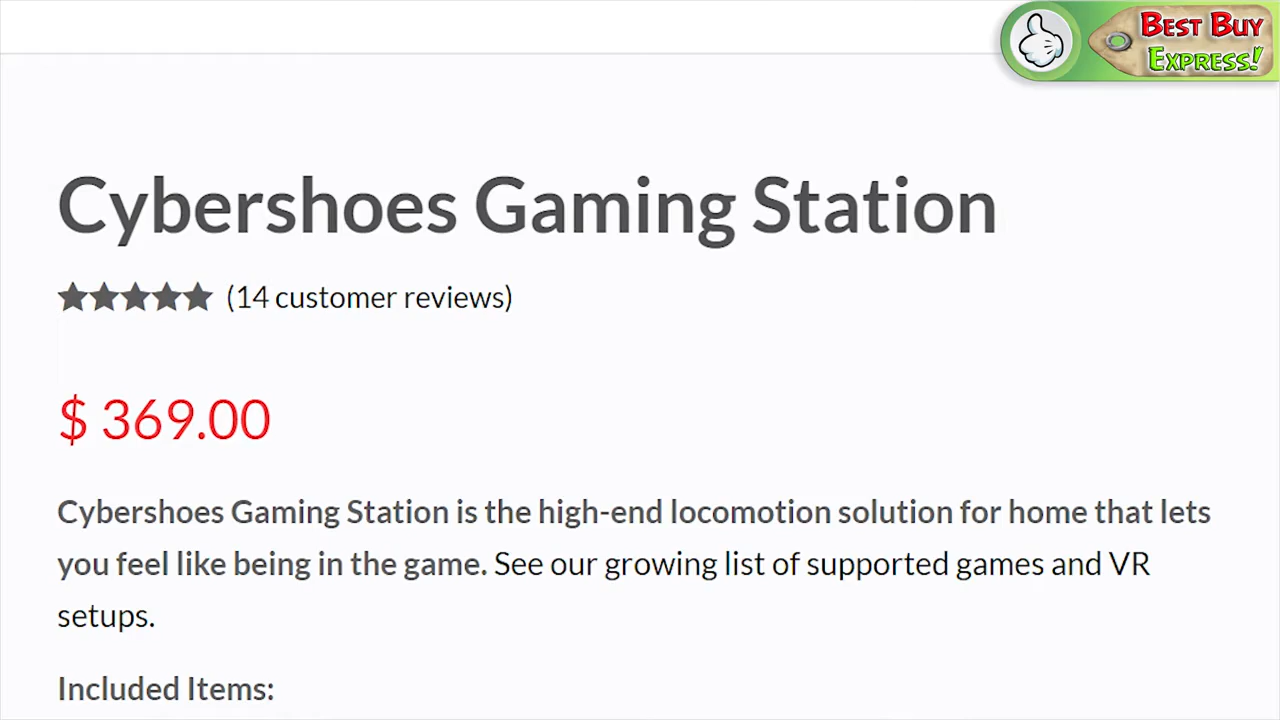 BEST BUY
EXPRESS!
Cybershoes Gaming Station
(14 customer reviews)
$ 369.00
Cybershoes Gaming Station is the high-end locomotion solution for home that lets
you feel like being in the game. See our growing list of supported games and VR
setups.
Included Items: